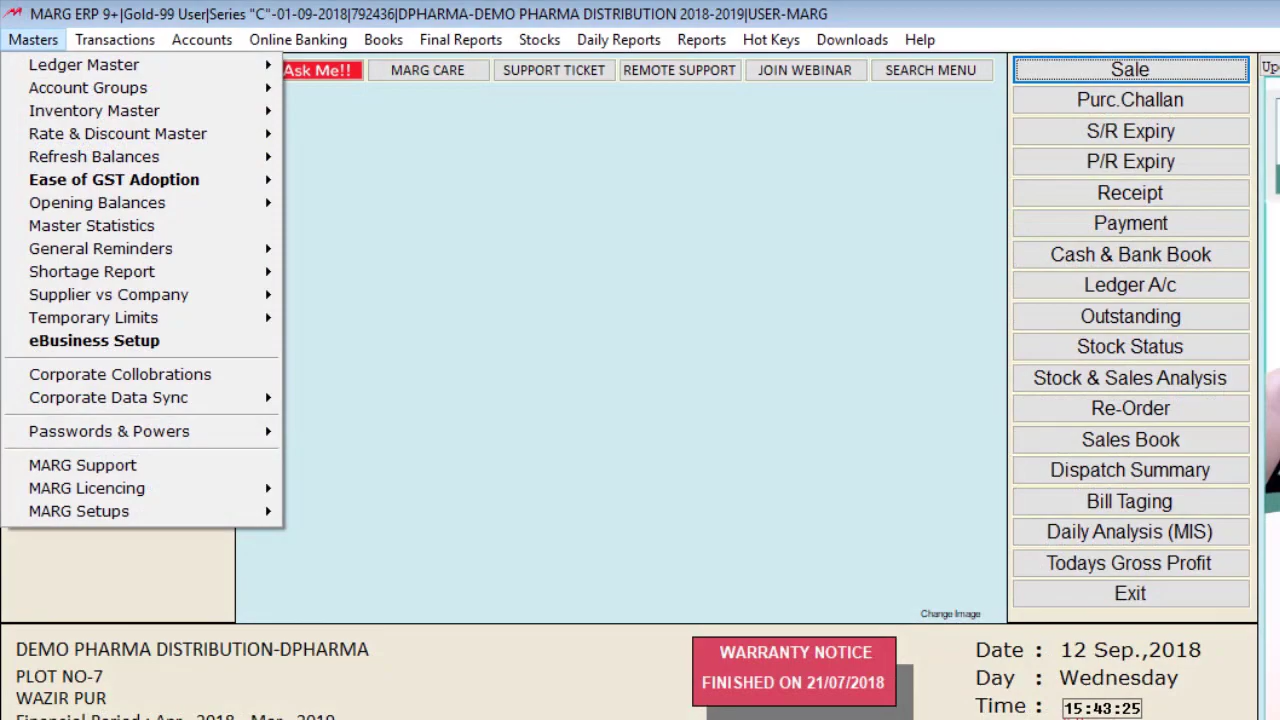 MARG ERP 9+|Gold-99 User|Series "C"-01-09-2018|792436|DPHARMA-DEMO PHARMA DISTRIBUTION 2018-2019|USER-MARG
Masters Transactions Accounts Online Banking Books Final Reports Stocks Daily Reports Reports Hot Keys Downloads Help
Ask Me!! MARG CARE SUPPORT TICKET REMOTE SUPPORT JOIN WEBINAR SEARCH MENU
Ledger Master
Account Groups
Inventory Master
Rate & Discount Master
Refresh Balances
Ease of GST Adoption
Opening Balances
Master Statistics
General Reminders
Shortage Report
Supplier vs Company
Temporary Limits
eBusiness Setup
Corporate Collobrations
Corporate Data Sync
Passwords & Powers
MARG Support
MARG Licencing
MARG Setups
Sale
Purc.Challan
S/R Expiry
P/R Expiry
Receipt
Payment
Cash & Bank Book
Ledger A/c
Outstanding
Stock Status
Stock & Sales Analysis
Re-Order
Sales Book
Dispatch Summary
Bill Taging
Daily Analysis (MIS)
Todays Gross Profit
Exit
Change Image
DEMO PHARMA DISTRIBUTION-DPHARMA
PLOT NO-7
WAZIR PUR
Financial Period : Apr., 2018 - Mar., 2019
WARRANTY NOTICE
FINISHED ON 21/07/2018
Date : 12 Sep.,2018
Day : Wednesday
Time : 15:43:25